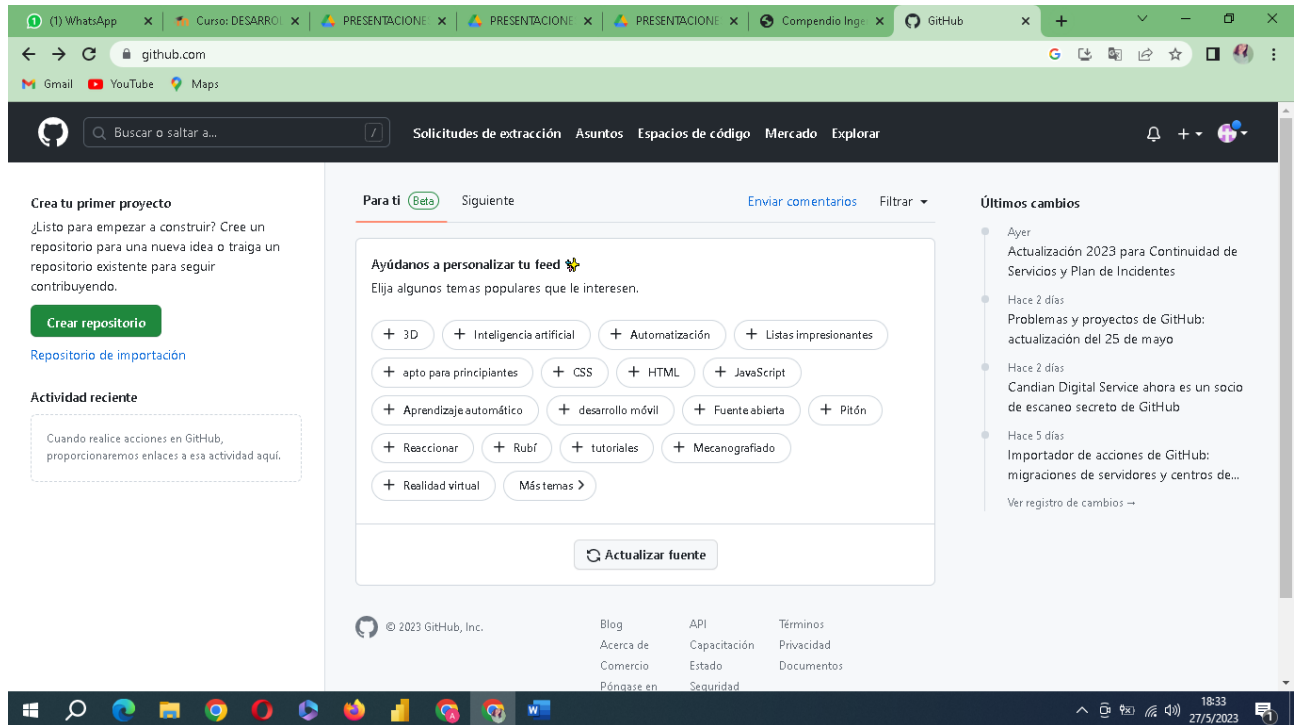 (1) WhatsApp
Curso: DESARROL
PRESENTACIONE
PRESENTACIONE
PRESENTACIONE
Compendio Inge
GitHub
github.com
Gmail YouTube Maps
Buscar o saltar a...
/
Solicitudes de extracción Asuntos Espacios de código Mercado Explorar
Crea tu primer proyecto
¿Listo para empezar a construir? Cree un
repositorio para una nueva idea o traiga un
repositorio existente para seguir
contribuyendo.
Crear repositorio
Repositorio de importación
Actividad reciente
Cuando realice acciones en GitHub,
proporcionaremos enlaces a esa actividad aquí.
Para ti Beta Siguiente
Enviar comentarios Filtrar
Ayúdanos a personalizar tu feed
Elija algunos temas populares que le interesen.
+ 3D + Inteligencia artificial + Automatización + Listas impresionantes
+ apto para principiantes + CSS + HTML + JavaScript
+ Aprendizaje automático + desarrollo móvil + Fuente abierta + Pitón
+ Reaccionar + Rubí + tutoriales + Mecanografiado
+ Realidad virtual Más temas
Actualizar fuente
Últimos cambios
Ayer
Actualización 2023 para Continuidad de
Servicios y Plan de Incidentes
Hace 2 días
Problemas y proyectos de GitHub:
actualización del 25 de mayo
Hace 2 días
Candian Digital Service ahora es un socio
de escaneo secreto de GitHub
Hace 5 días
Importador de acciones de GitHub:
migraciones de servidores y centros de...
Ver registro de cambios →
© 2023 GitHub, Inc.
Blog API Términos
Acerca de Capacitación Privacidad
Comercio Estado Documentos
Póngase en Seguridad
18:33
27/5/2023